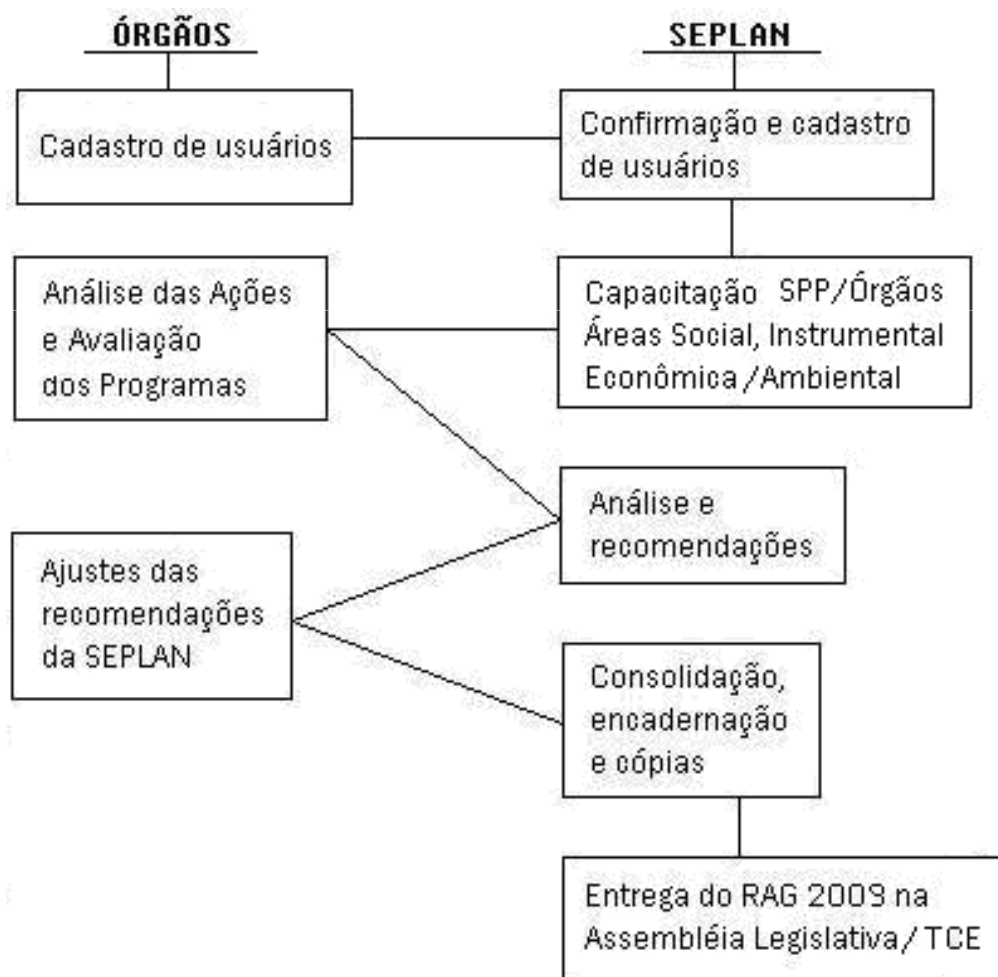 ÓRGÃOS
SEPLAN
Cadastro de usuários
Confirmação e cadastro
de usuários
Análise das Ações
e Avaliação
dos Programas
Capacitação SPP/Órgãos
Áreas Social, Instrumental
Econômica/Ambiental
Análise e
recomendações
Ajustes das
recomendações
da SEPLAN
Consolidação,
encadernação
e cópias
Entrega do RAG 2009 na
Assembléia Legislativa/TCE